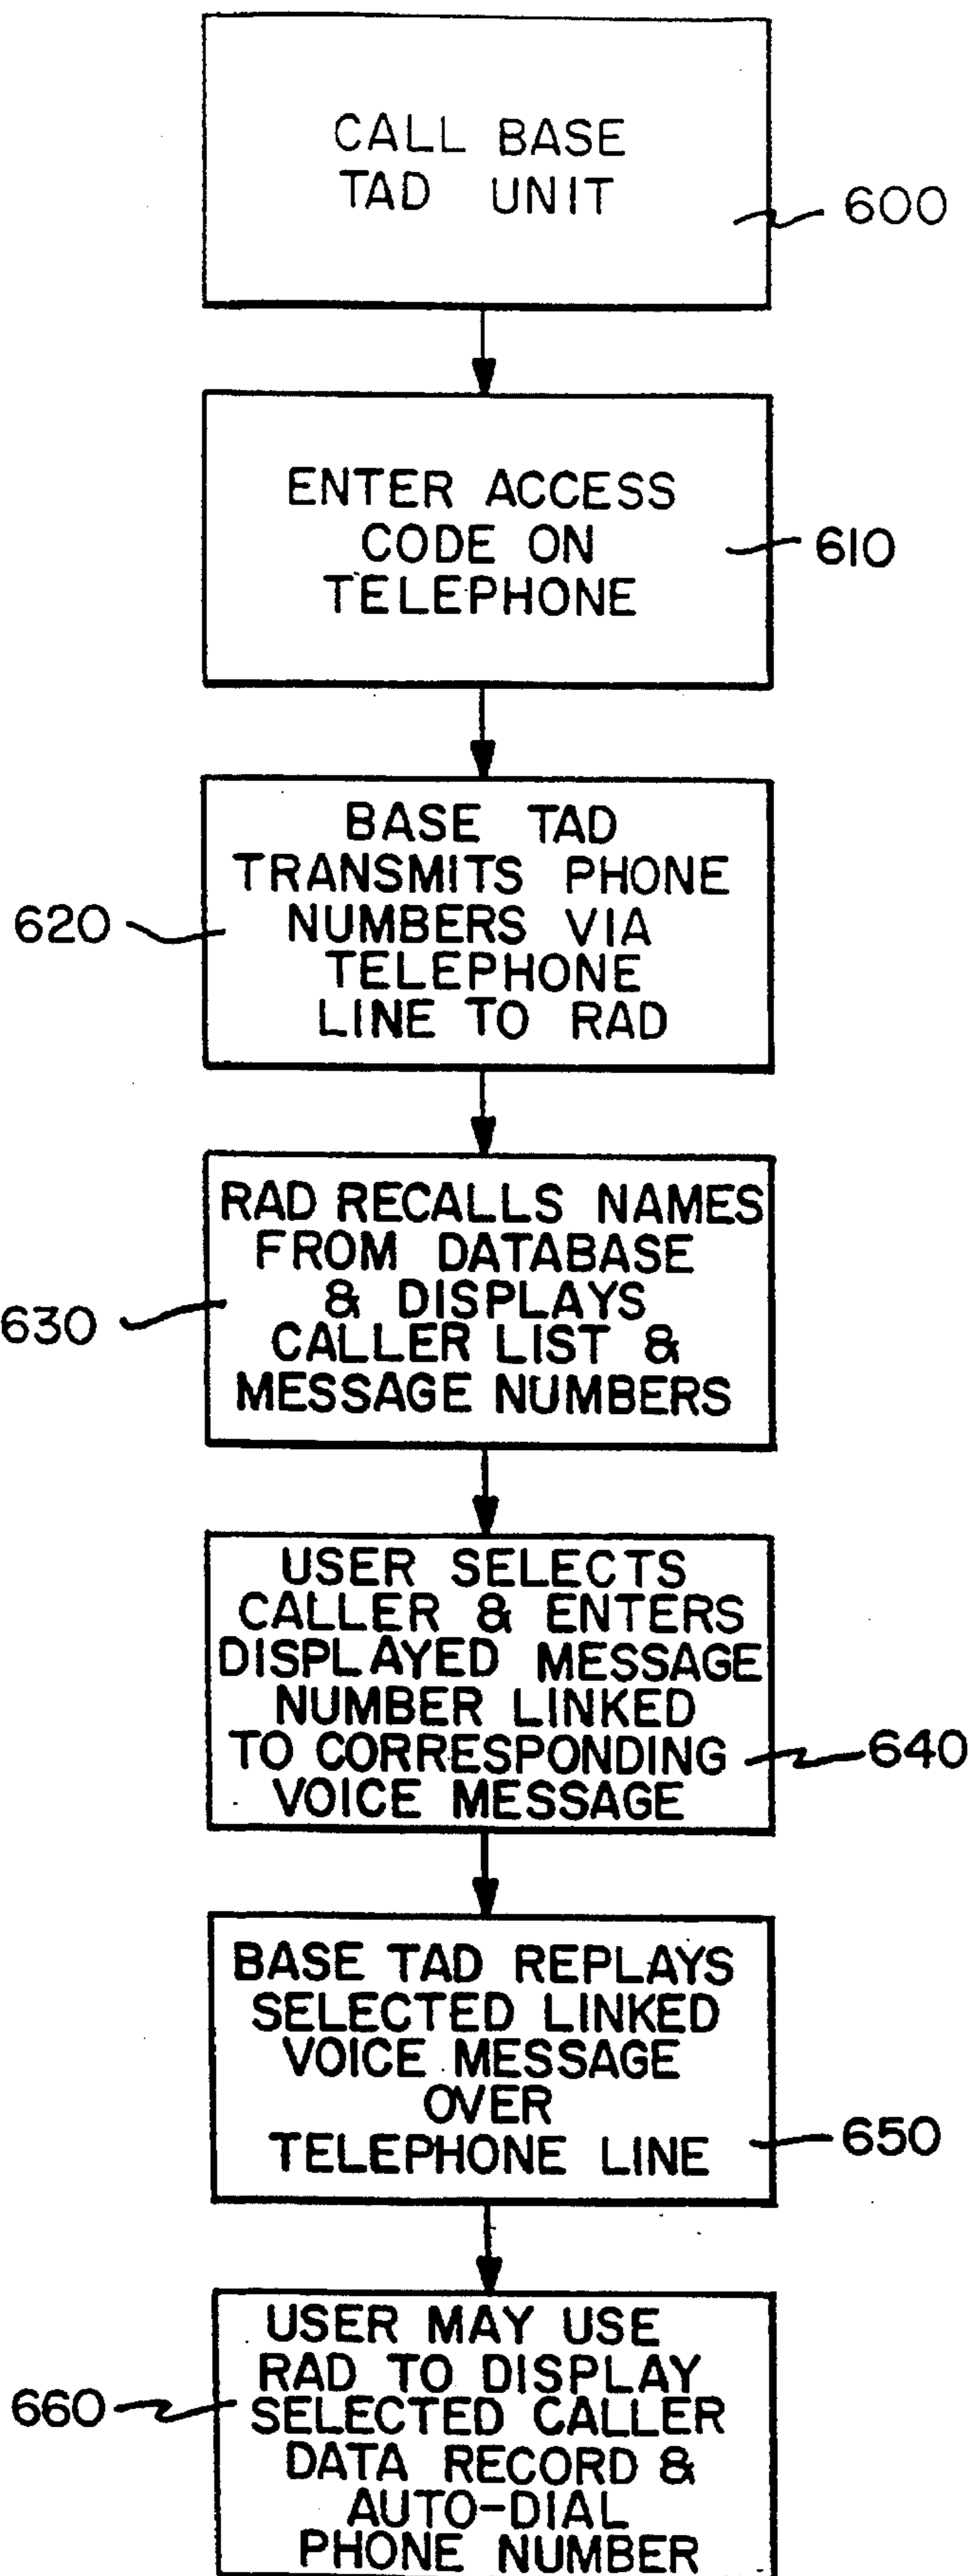 CALL BASE
TAD UNIT
600
ENTER ACCESS
CODE ON
TELEPHONE
610
BASE TAD
TRANSMITS PHONE
NUMBERS VIA
TELEPHONE
LINE TO RAD
620
RAD RECALLS NAMES
FROM DATABASE
& DISPLAYS
CALLER LIST &
MESSAGE NUMBERS
630
USER SELECTS
CALLER & ENTERS
DISPLAYED MESSAGE
NUMBER LINKED
TO CORRESPONDING
VOICE MESSAGE
640
BASE TAD REPLAYS
SELECTED LINKED
VOICE MESSAGE
OVER
TELEPHONE LINE
650
USER MAY USE
RAD TO DISPLAY
SELECTED CALLER
DATA RECORD &
AUTO-DIAL
PHONE NUMBER
660